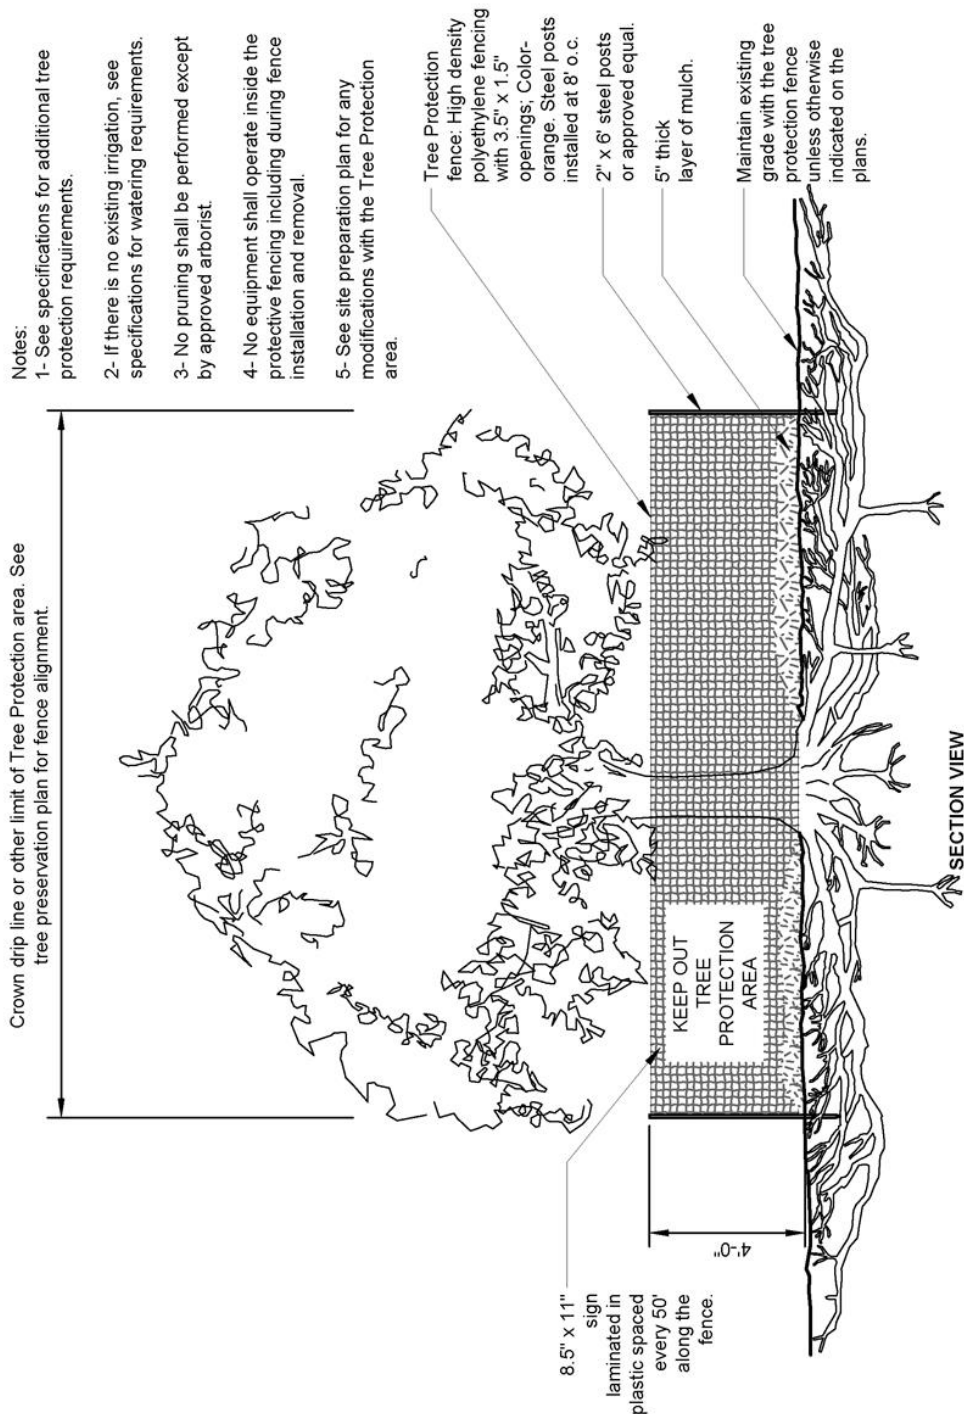 Crown drip line or other limit of Tree Protection area. See
tree preservation plan for fence alignment.
Notes:
1- See specifications for additional tree
protection requirements.
2- If there is no existing irrigation, see
specifications for watering requirements.
3- No pruning shall be performed except
by approved arborist.
4- No equipment shall operate inside the
protective fencing including during fence
installation and removal.
5- See site preparation plan for any
modifications with the Tree Protection
area.
Tree Protection
fence: High density
polyethylene fencing
with 3.5" x 1.5"
openings; Color-
orange. Steel posts
installed at 8' o.c.
2" x 6' steel posts
or approved equal.
5" thick
layer of mulch.
Maintain existing
grade with the tree
protection fence
unless otherwise
indicated on the
plans.
8.5" x 11"
sign
laminated in
plastic spaced
every 50'
along the
fence.
4'-0"
KEEP OUT
TREE
PROTECTION
AREA
SECTION VIEW